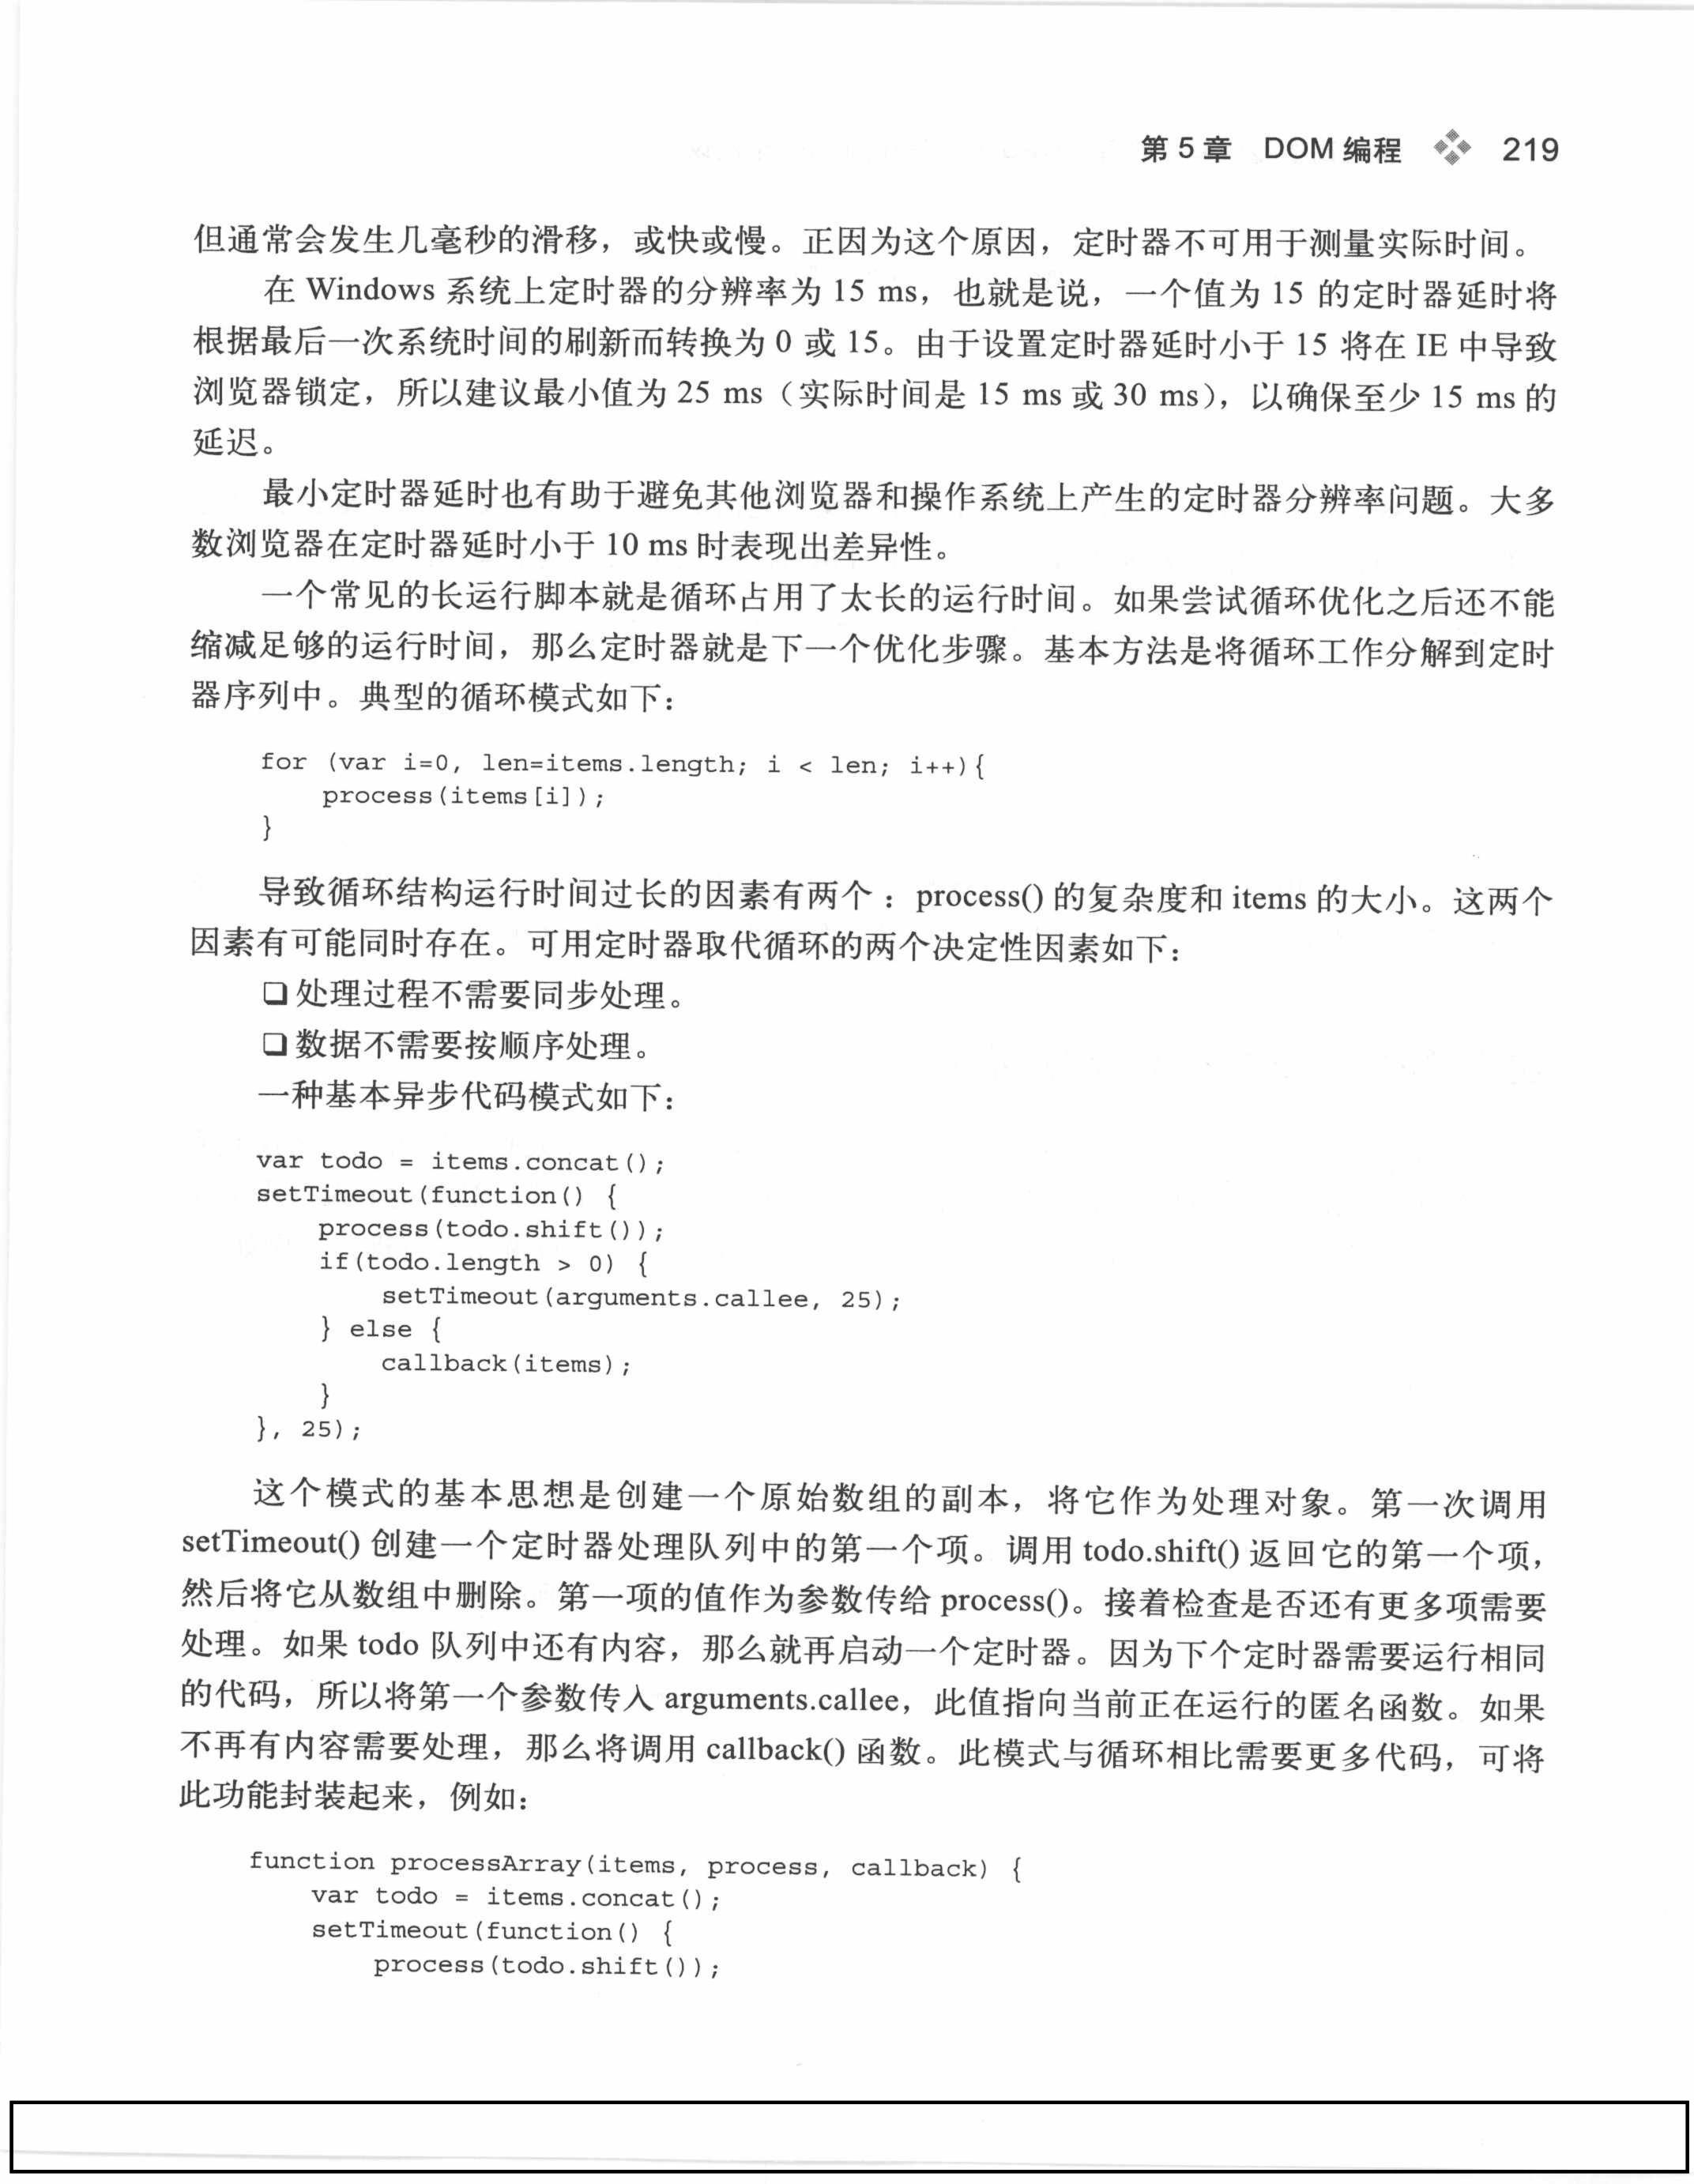 第 5 章 DOM 编程 219
但通常会发生几毫秒的滑移，或快或慢。正因为这个原因，定时器不可用于测量实际时间。
在 Windows 系统上定时器的分辨率为 15 ms，也就是说，一个值为 15 的定时器延时将
根据最后一次系统时间的刷新而转换为 0 或 15。由于设置定时器延时小于 15 将在 IE 中导致
浏览器锁定，所以建议最小值为 25 ms（实际时间是 15 ms 或 30 ms），以确保至少 15 ms 的
延迟。
最小定时器延时也有助于避免其他浏览器和操作系统上产生的定时器分辨率问题。大多
数浏览器在定时器延时小于 10 ms 时表现出差异性。
一个常见的长运行脚本就是循环占用了太长的运行时间。如果尝试循环优化之后还不能
缩减足够的运行时间，那么定时器就是下一个优化步骤。基本方法是将循环工作分解到定时
器序列中。典型的循环模式如下：
for (var i=0, len=items.length; i < len; i++){
    process(items[i]);
}
导致循环结构运行时间过长的因素有两个：process() 的复杂度和 items 的大小。这两个
因素有可能同时存在。可用定时器取代循环的两个决定性因素如下：
❏ 处理过程不需要同步处理。
❏ 数据不需要按顺序处理。
一种基本异步代码模式如下：
var todo = items.concat();
setTimeout(function() {
    process(todo.shift());
    if(todo.length > 0) {
        setTimeout(arguments.callee, 25);
    } else {
        callback(items);
    }
}, 25);
这个模式的基本思想是创建一个原始数组的副本，将它作为处理对象。第一次调用
setTimeout() 创建一个定时器处理队列中的第一个项。调用 todo.shift() 返回它的第一个项，
然后将它从数组中删除。第一项的值作为参数传给 process()。接着检查是否还有更多项需要
处理。如果 todo 队列中还有内容，那么就再启动一个定时器。因为下个定时器需要运行相同
的代码，所以将第一个参数传入 arguments.callee，此值指向当前正在运行的匿名函数。如果
不再有内容需要处理，那么将调用 callback() 函数。此模式与循环相比需要更多代码，可将
此功能封装起来，例如：
function processArray(items, process, callback) {
    var todo = items.concat();
    setTimeout(function() {
        process(todo.shift());